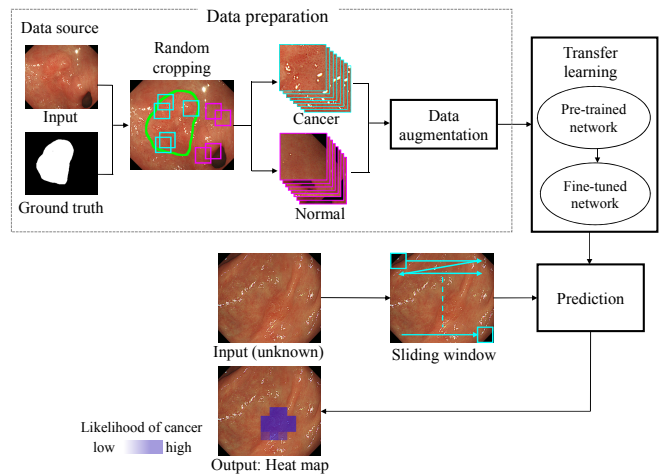 Data preparation
Data source
Input
Ground truth
Random
cropping
Cancer
Normal
Data
augmentation
Transfer
learning
Pre-trained
network
Fine-tuned
network
Prediction
Input (unknown)
Sliding window
Likelihood of cancer
low
high
Output: Heat map